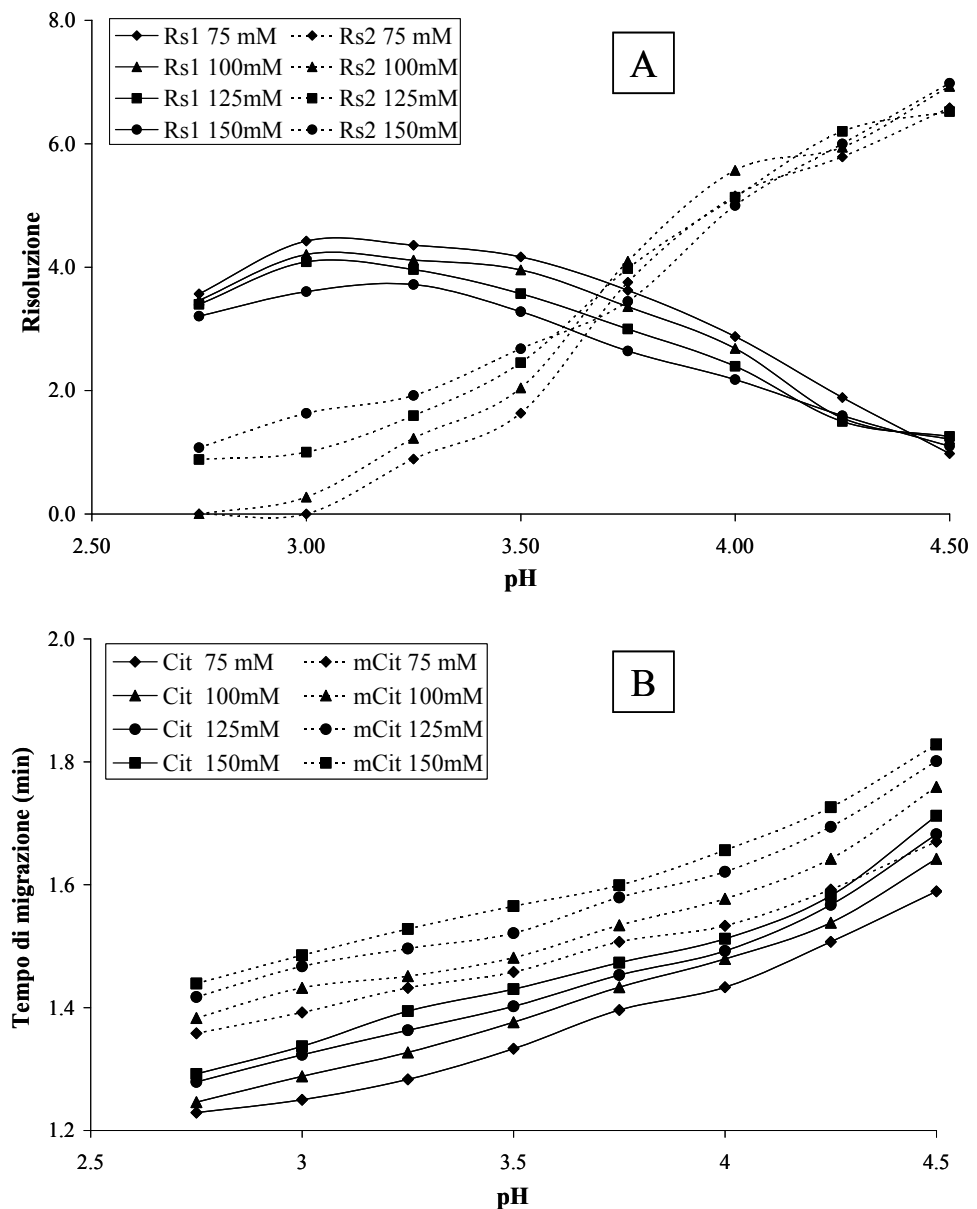 8.0
Rs1 75 mM Rs2 75 mM
Rs1 100mM Rs2 100mM
Rs1 125mM Rs2 125mM
Rs1 150mM Rs2 150mM
A
6.0
4.0
2.0
0.0
Risoluzione
2.50 3.00 3.50 4.00 4.50
pH
2.0
Cit 75 mM mCit 75 mM
Cit 100mM mCit 100mM
Cit 125mM mCit 125mM
Cit 150mM mCit 150mM
B
1.8
1.6
1.4
1.2
Tempo di migrazione (min)
2.5 3 3.5 4 4.5
pH